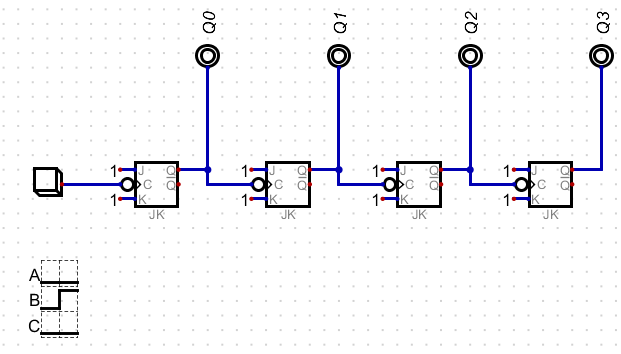 Q0 Q1 Q2 Q3
1 J Q 1 J Q 1 J Q 1 J Q
C Q C Q C Q C Q
1 K 1 K 1 K 1 K
JK JK JK JK
A
B
C